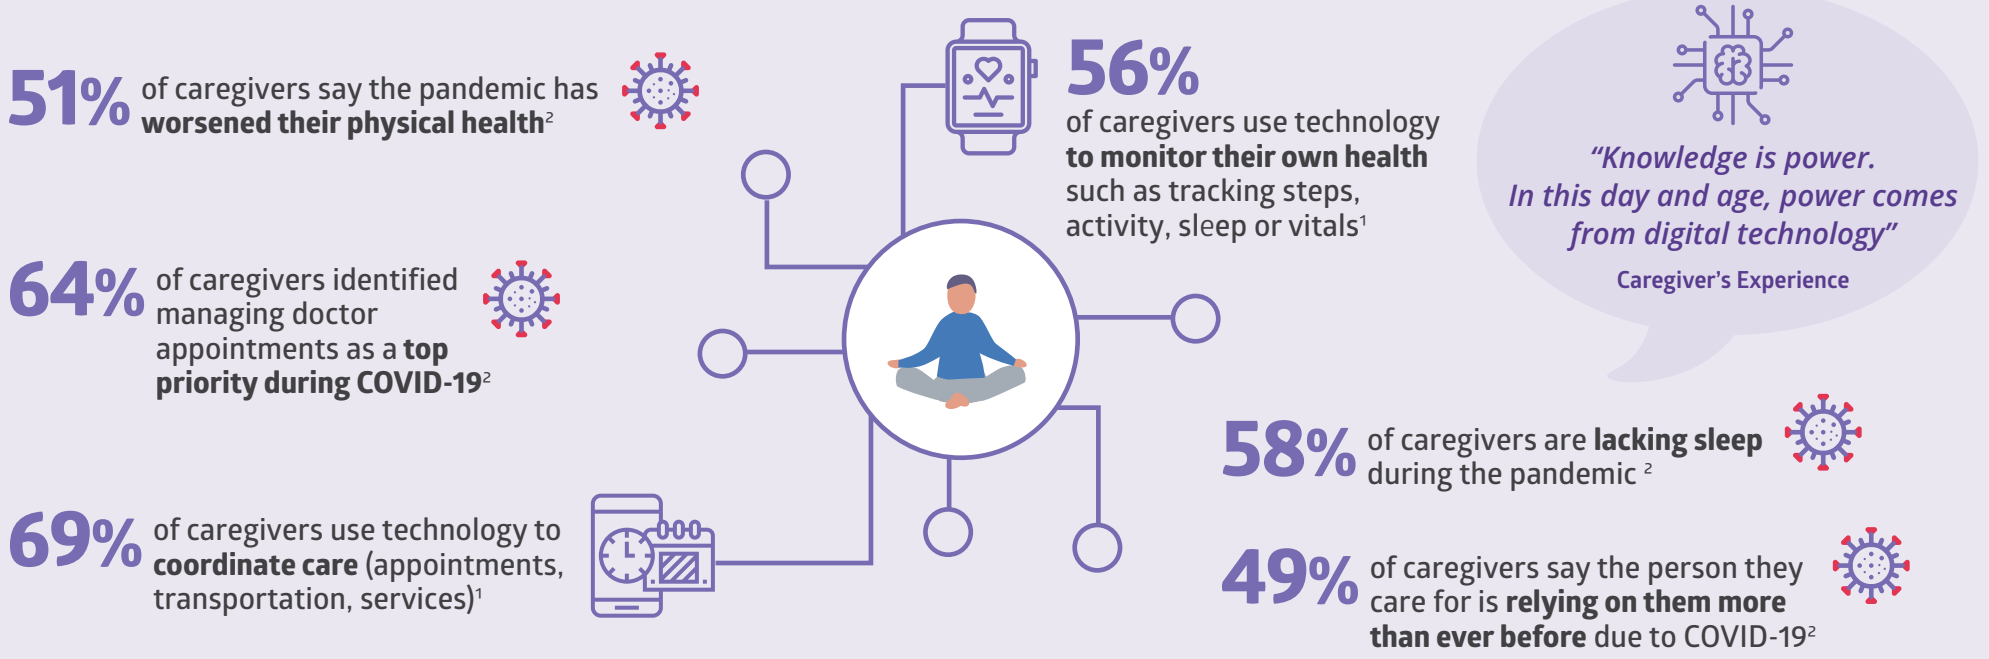 51% of caregivers say the pandemic has
worsened their physical health²
64% of caregivers identified
managing doctor
appointments as a top
priority during COVID-19²
69% of caregivers use technology to
coordinate care (appointments,
transportation, services)¹
56%
of caregivers use technology
to monitor their own health
such as tracking steps,
activity, sleep or vitals¹
“Knowledge is power.
In this day and age, power comes
from digital technology”
Caregiver’s Experience
58% of caregivers are lacking sleep
during the pandemic ²
49% of caregivers say the person they
care for is relying on them more
than ever before due to COVID-19²